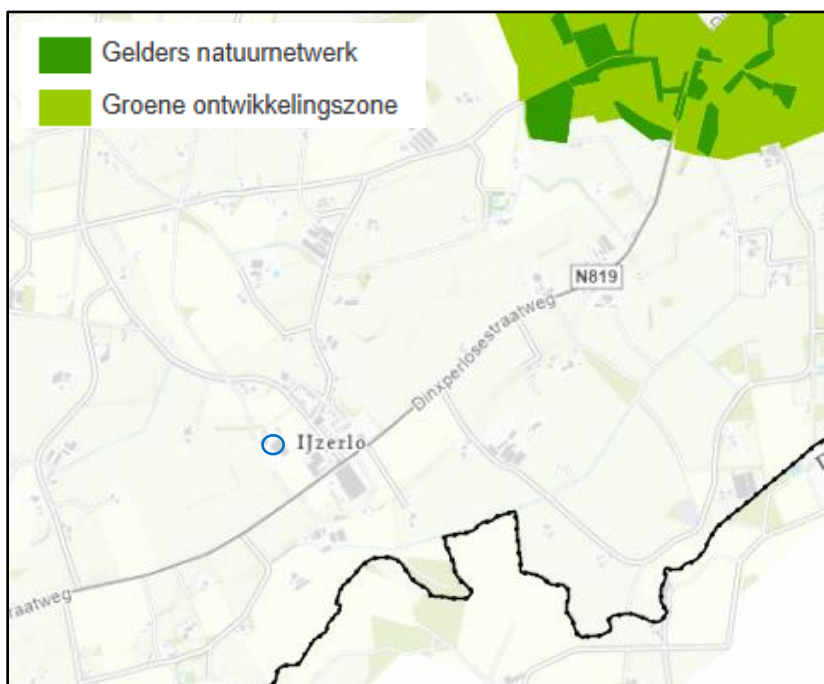 Gelders natuurnetwerk
Groene ontwikkelingszone
N819
Dinxperlosestraatweg
IJzerlo
raatweg